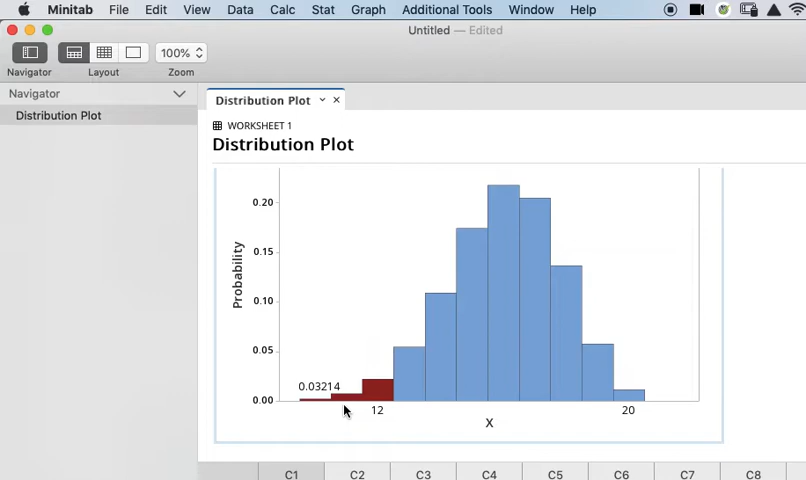 Minitab File Edit View Data Calc Stat Graph Additional Tools Window Help
Untitled — Edited
100%
Navigator Layout Zoom
Navigator
Distribution Plot
Distribution Plot
WORKSHEET 1
Distribution Plot
0.20
0.15
0.10
0.05
0.00
Probability
0.03214
12 20
X
C1 C2 C3 C4 C5 C6 C7 C8